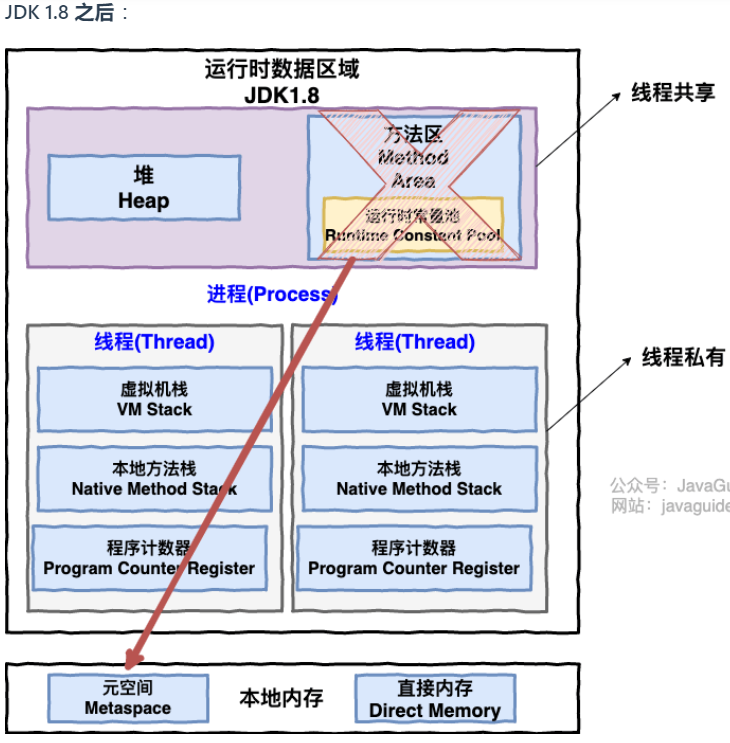 JDK 1.8 之后：
运行时数据区域
JDK1.8
线程共享
堆
Heap
方法区
Method
Area
运行时常量池
Runtime Constant Pool
进程(Process)
线程(Thread)
虚拟机栈
VM Stack
本地方法栈
Native Method Stack
程序计数器
Program Counter Register
线程(Thread)
虚拟机栈
VM Stack
本地方法栈
Native Method Stack
程序计数器
Program Counter Register
线程私有
公众号：JavaGu
网站：javaguide
元空间
Metaspace
本地内存
直接内存
Direct Memory